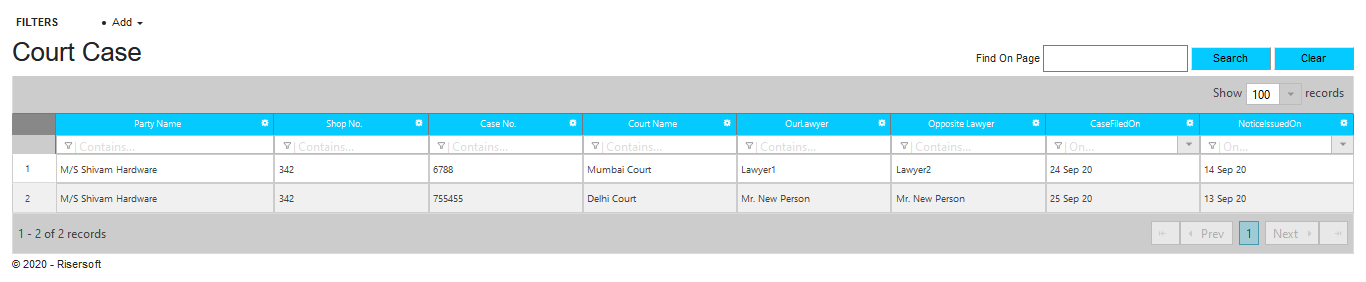 FILTERS • Add
Court Case
Find On Page Search Clear
Show 100 records
Party Name Shop No. Case No. Court Name OurLawyer Opposite Lawyer CaseFiledOn NoticeIssuedOn
Contains... Contains... Contains... Contains... Contains... Contains... On... On...
1 M/S Shivam Hardware 342 6788 Mumbai Court Lawyer1 Lawyer2 24 Sep 20 14 Sep 20
2 M/S Shivam Hardware 342 755455 Delhi Court Mr. New Person Mr. New Person 25 Sep 20 13 Sep 20
1 - 2 of 2 records Prev 1 Next
© 2020 - Risersoft